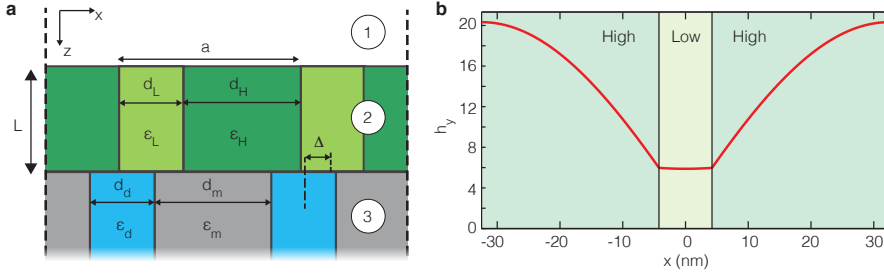 a
x
z
1
a
d_L
d_H
L
ε_L
ε_H
2
Δ
d_d
d_m
ε_d
ε_m
3
b
20
16
12
8
4
0
h_y
High
Low
High
-30
-20
-10
0
10
20
30
x (nm)